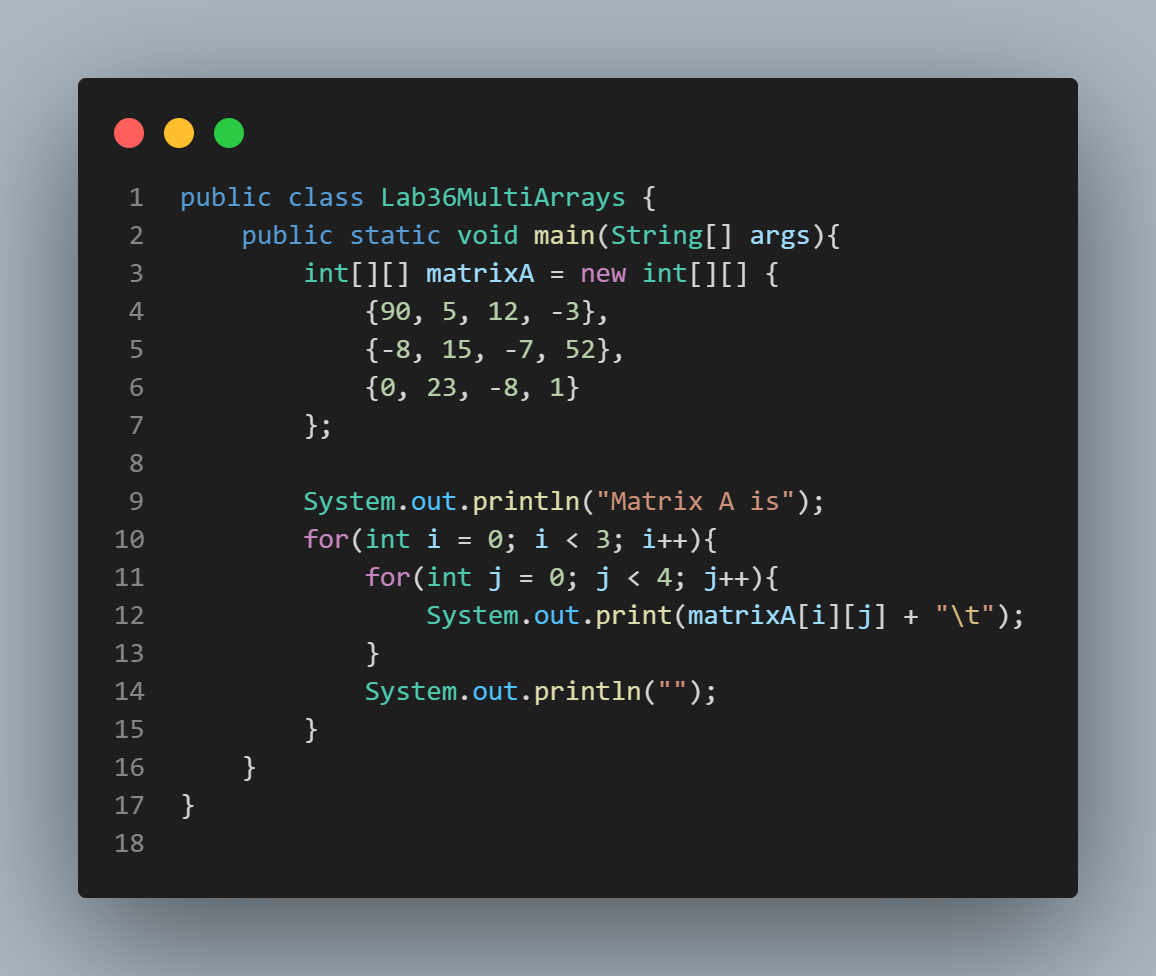 1 public class Lab36MultiArrays {
2     public static void main(String[] args){
3         int[][] matrixA = new int[][] {
4             {90, 5, 12, -3},
5             {-8, 15, -7, 52},
6             {0, 23, -8, 1}
7         };
8
9         System.out.println("Matrix A is");
10         for(int i = 0; i < 3; i++){
11             for(int j = 0; j < 4; j++){
12                 System.out.print(matrixA[i][j] + "\t");
13             }
14             System.out.println("");
15         }
16     }
17 }
18